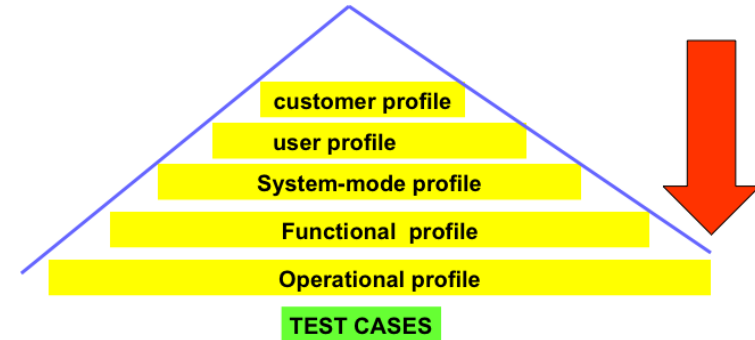 customer profile
user profile
System-mode profile
Functional profile
Operational profile
TEST CASES